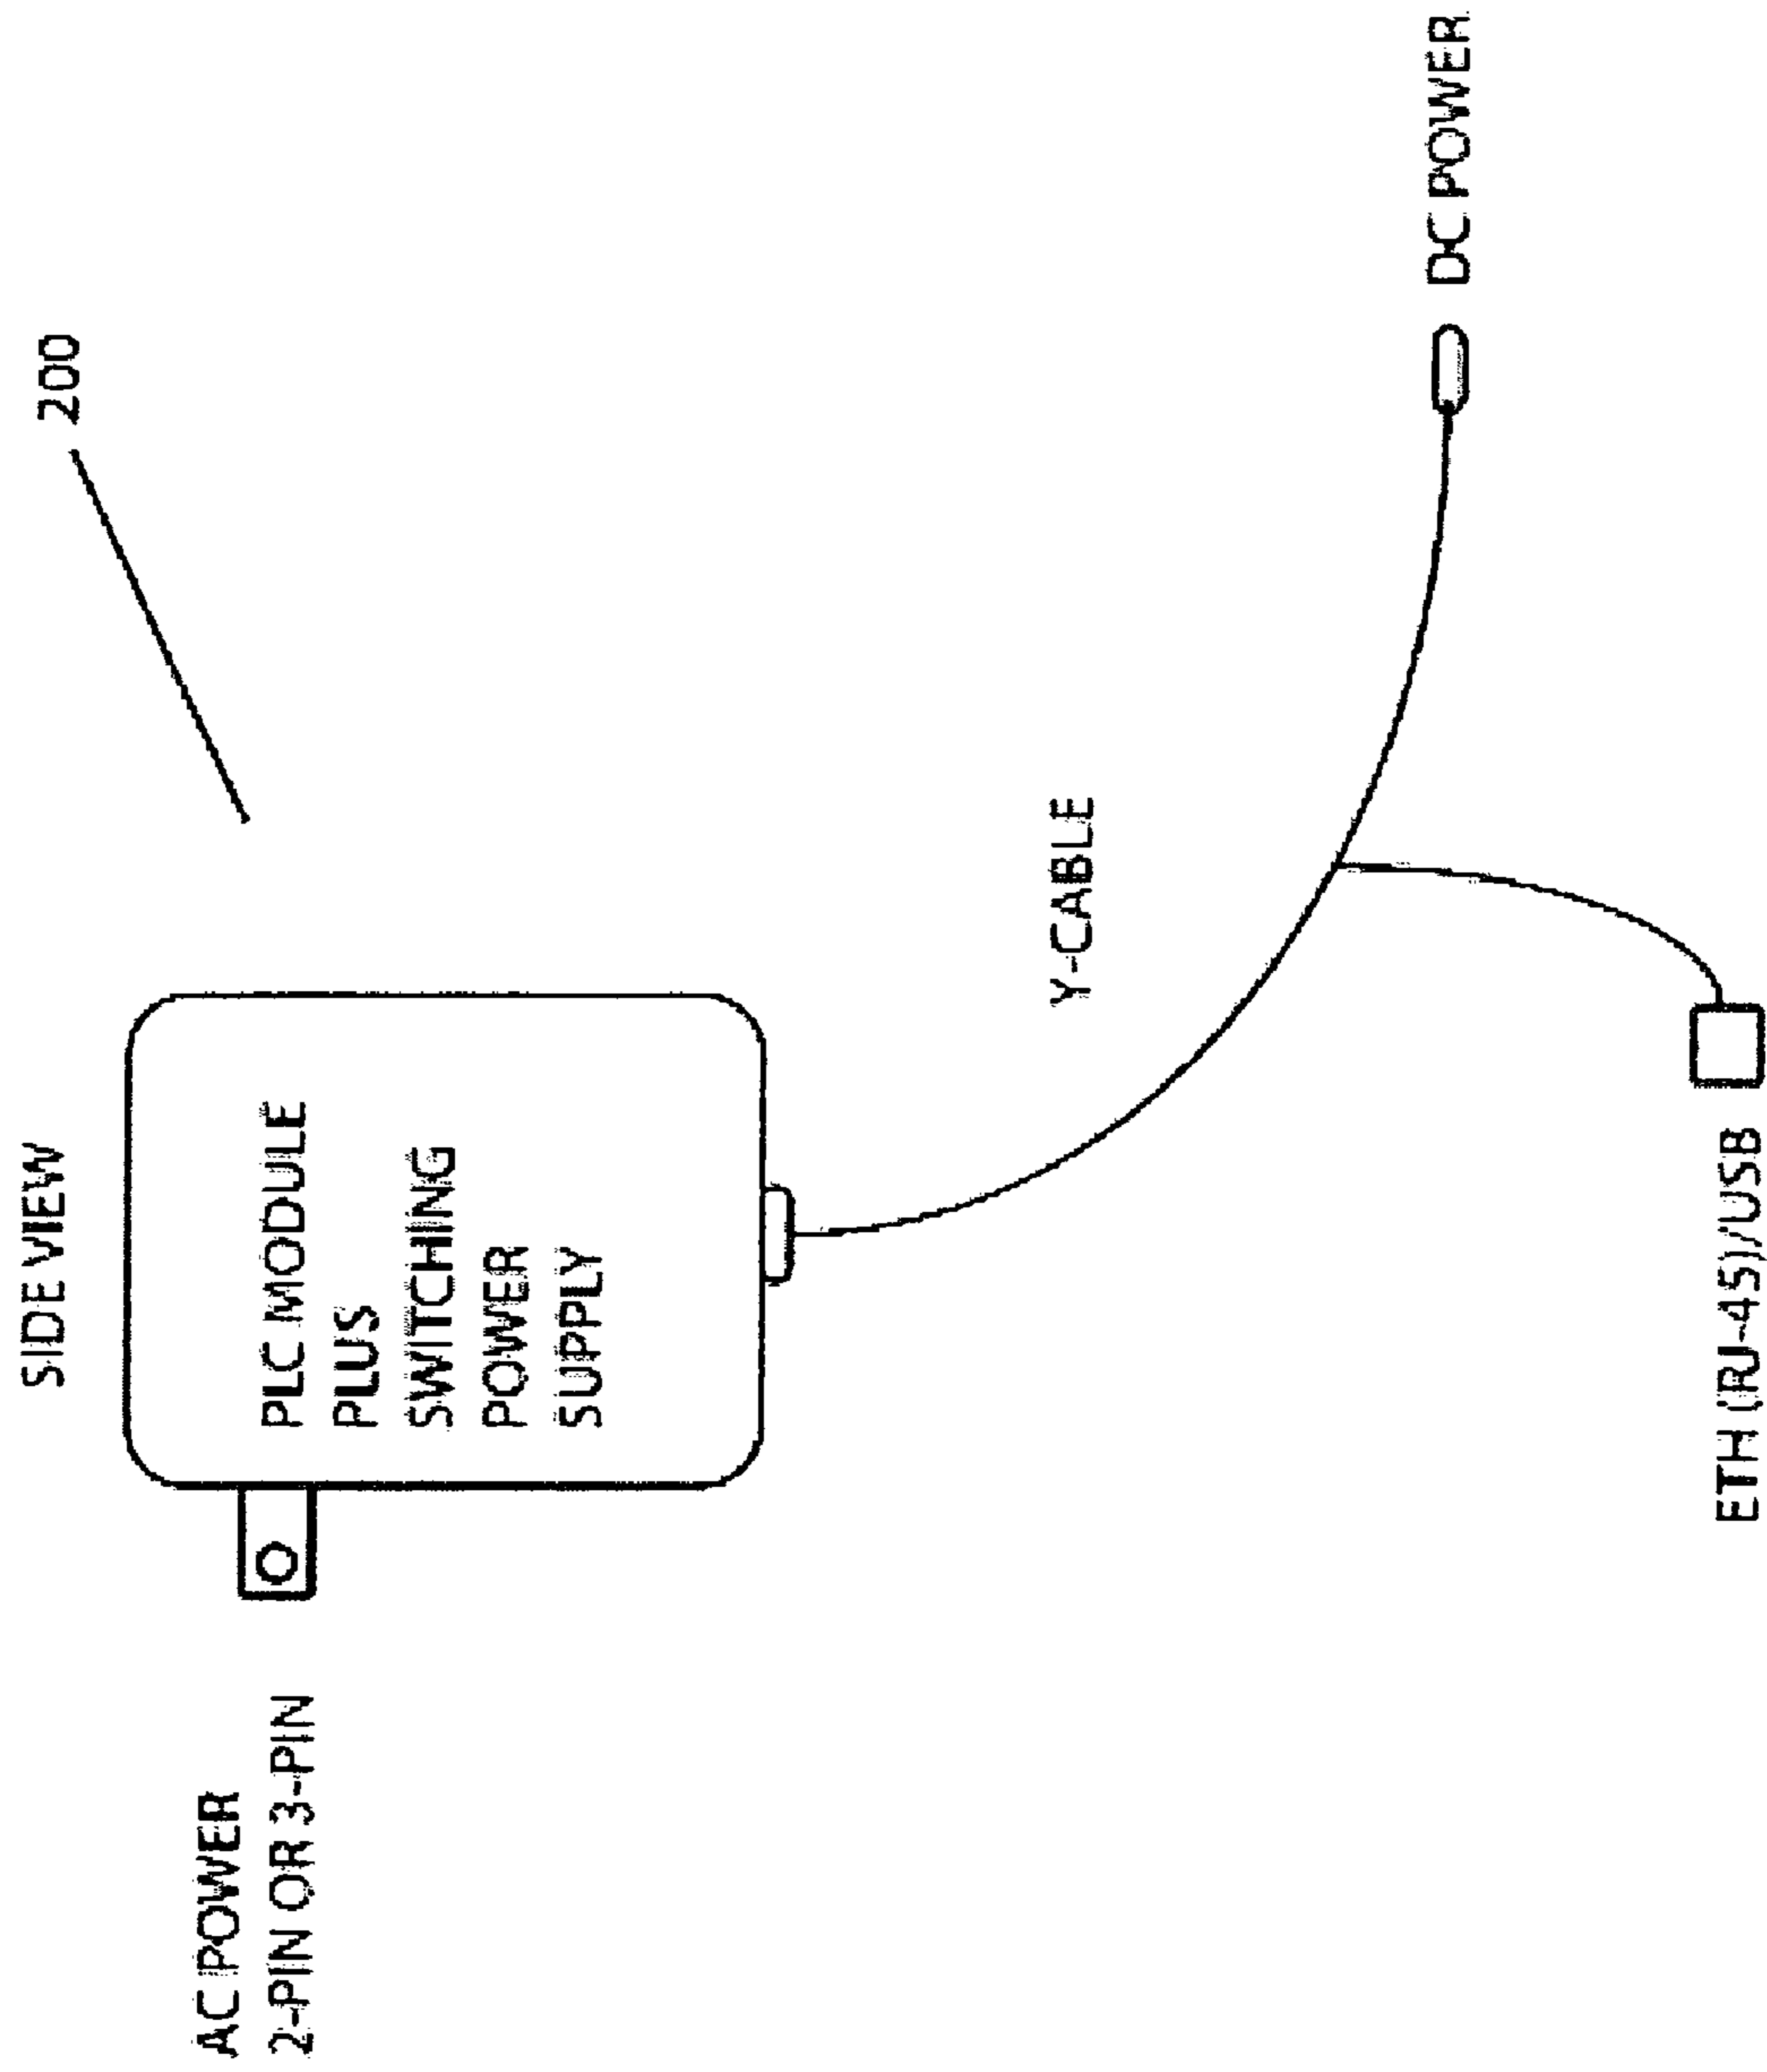 SIDE VIEW
200
AC POWER
2-PIN OR 3-PIN
PLC MODULE
PLUS
SWITCHING
POWER
SUPPLY
Y-CABLE
DC POWER
ETH (RJ-45)/USB